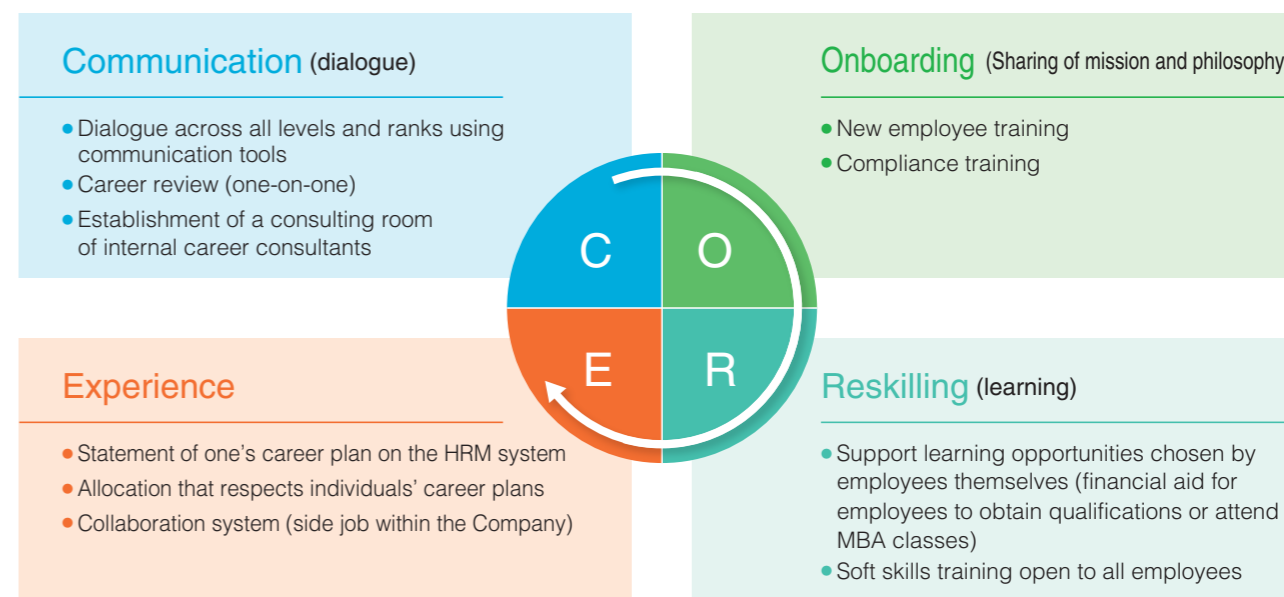 Communication (dialogue)
• Dialogue across all levels and ranks using
communication tools
• Career review (one-on-one)
• Establishment of a consulting room
of internal career consultants
Onboarding (Sharing of mission and philosophy
• New employee training
• Compliance training
C
O
E
R
Experience
• Statement of one's career plan on the HRM system
• Allocation that respects individuals' career plans
• Collaboration system (side job within the Company)
Reskilling (learning)
• Support learning opportunities chosen by
employees themselves (financial aid for
employees to obtain qualifications or attend
MBA classes)
• Soft skills training open to all employees